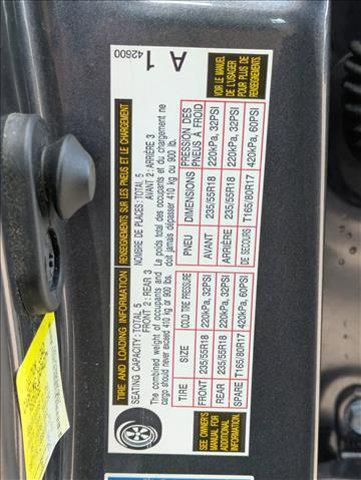 TIRE AND LOADING INFORMATION
SEATING CAPACITY: TOTAL 5
FRONT 2: REAR 3
The combined weight of occupants and
cargo should never exceed 410 kg or 900 lbs.
TIRE SIZE COLD TIRE PRESSURE
FRONT 235/55R18 220kPa, 32PSI
REAR 235/55R18 220kPa, 32PSI
SPARE T165/80R17 420kPa, 60PSI
SEE OWNER'S
MANUAL FOR
ADDITIONAL
INFORMATION.
RENSEIGNEMENTS SUR LES PNEUS ET LE CHARGEMENT
NOMBRE DE PLACES: TOTAL 5
AVANT 2: ARRIÈRE 3
Le poids total des occupants et du chargement ne
doit jamais dépasser 410 kg ou 900 lb.
PNEU DIMENSIONS PRESSION DES
PNEUS À FROID
AVANT 235/55R18 220kPa, 32PSI
ARRIÈRE 235/55R18 220kPa, 32PSI
DE SECOURS T165/80R17 420kPa, 60PSI
VOIR LE MANUEL
DE L'USAGER
POUR PLUS DE
RENSEIGNEMENTS.
42600
A 1